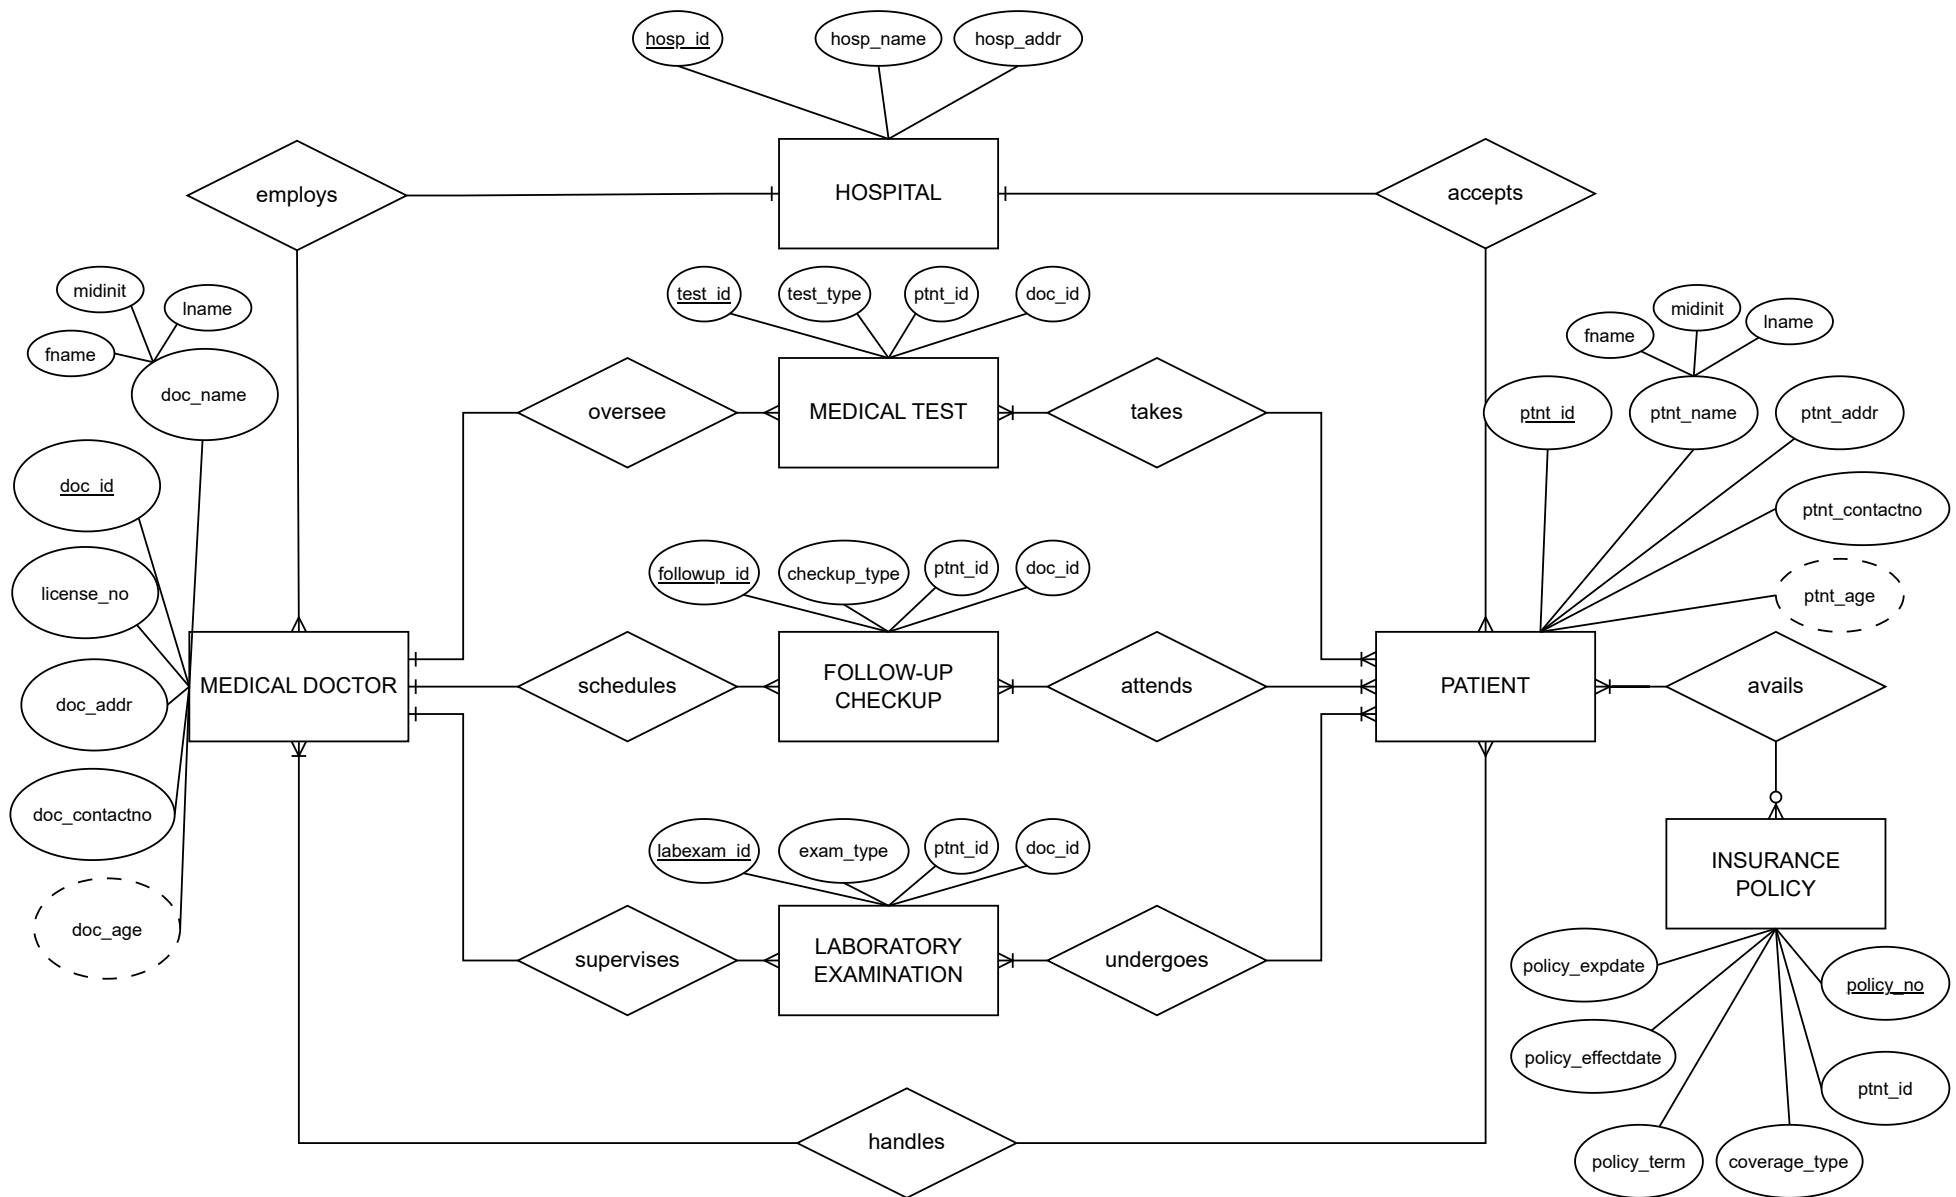 hosp_id
hosp_name
hosp_addr
employs
HOSPITAL
accepts
midinit
lname
fname
doc_name
test_id
test_type
ptnt_id
doc_id
midinit
fname
lname
oversee
MEDICAL TEST
takes
ptnt_id
ptnt_name
ptnt_addr
doc_id
ptnt_contactno
license_no
followup_id
checkup_type
ptnt_id
doc_id
ptnt_age
MEDICAL DOCTOR
schedules
FOLLOW-UP
CHECKUP
attends
PATIENT
avails
doc_addr
doc_contactno
labexam_id
exam_type
ptnt_id
doc_id
INSURANCE
POLICY
doc_age
supervises
LABORATORY
EXAMINATION
undergoes
policy_expdate
policy_no
policy_effectdate
ptnt_id
handles
policy_term
coverage_type